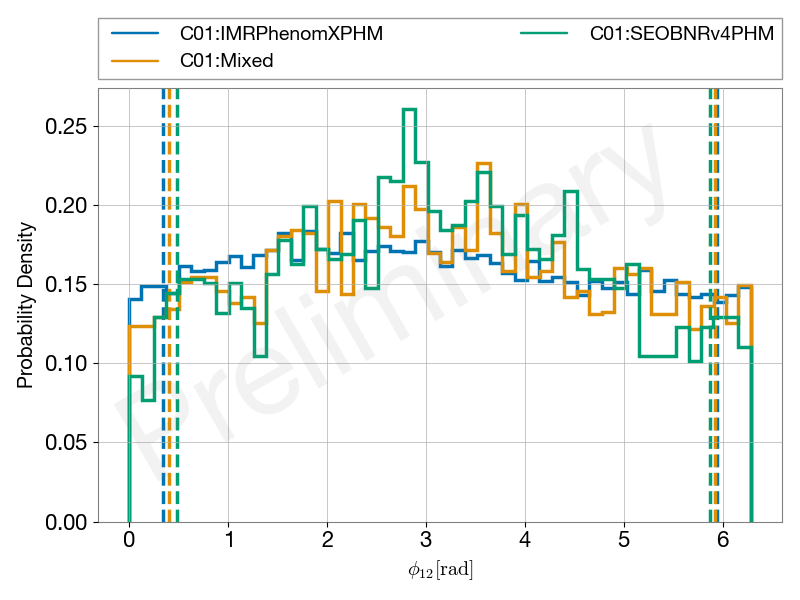 C01:IMRPhenomXPHM
C01:Mixed
C01:SEOBNRv4PHM
Probability Density
0.25
0.20
0.15
0.10
0.05
0.00
Preliminary
0 1 2 3 4 5 6
ϕ₁₂[rad]